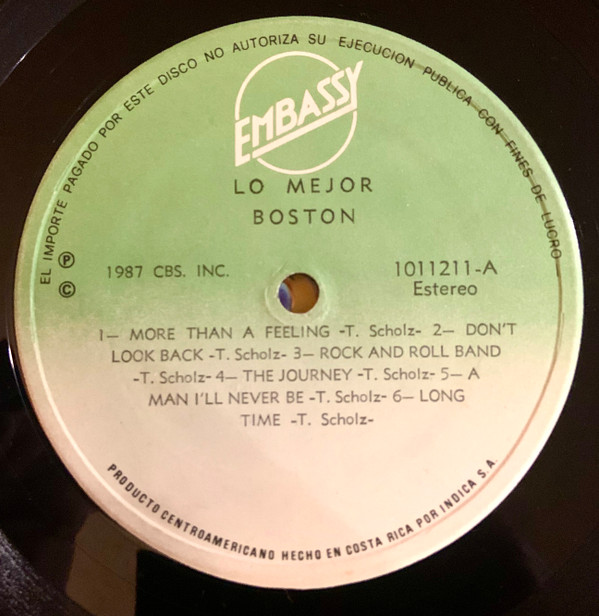 EL IMPORTE PAGADO POR ESTE DISCO NO AUTORIZA SU EJECUCION PUBLICA CON FINES DE LUCRO
EMBASSY
LO MEJOR
BOSTON
℗
©
1987 CBS. INC.
1011211-A
Estereo
1— MORE THAN A FEELING -T. Scholz- 2— DON'T
LOOK BACK -T. Scholz- 3— ROCK AND ROLL BAND
-T. Scholz- 4— THE JOURNEY -T. Scholz- 5— A
MAN I'LL NEVER BE -T. Scholz- 6— LONG
TIME -T. Scholz-
PRODUCTO CENTROAMERICANO HECHO EN COSTA RICA POR INDICA S.A.